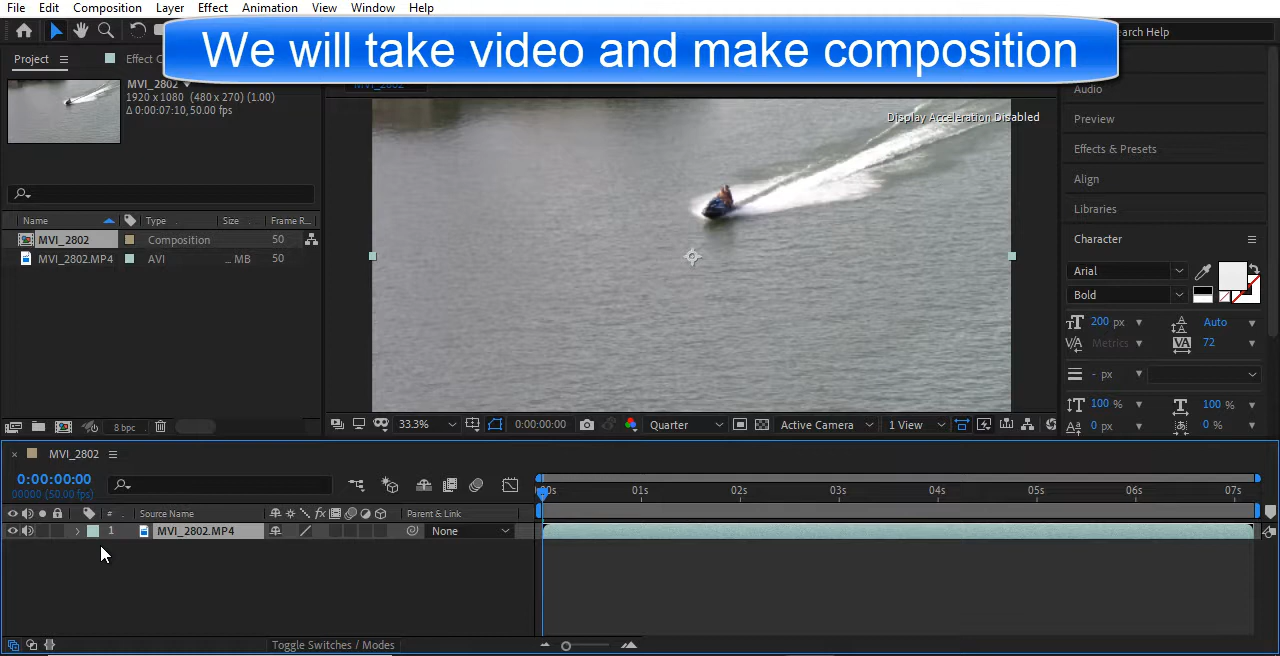 File Edit Composition Layer Effect Animation View Window Help
We will take video and make composition
earch Help
Project
Effect C
MVI_2802
1920 x 1080 (480 x 270) (1.00)
Δ 0:00:07:10, 50.00 fps
MVI_2802
Display Acceleration Disabled
Audio
Preview
Effects & Presets
Align
Libraries
Character
Arial
Bold
200 px Auto
Metrics 72
- px
100 % 100 %
0 px 0 %
Name Type Size Frame R...
MVI_2802 Composition 50
MVI_2802.MP4 AVI ... MB 50
8 bpc
33.3% 0:00:00:00 Quarter Active Camera 1 View
MVI_2802
0:00:00:00
00000 (50.00 fps)
:00s 01s 02s 03s 04s 05s 06s 07s
# Source Name fx Parent & Link
1 MVI_2802.MP4 None
Toggle Switches / Modes